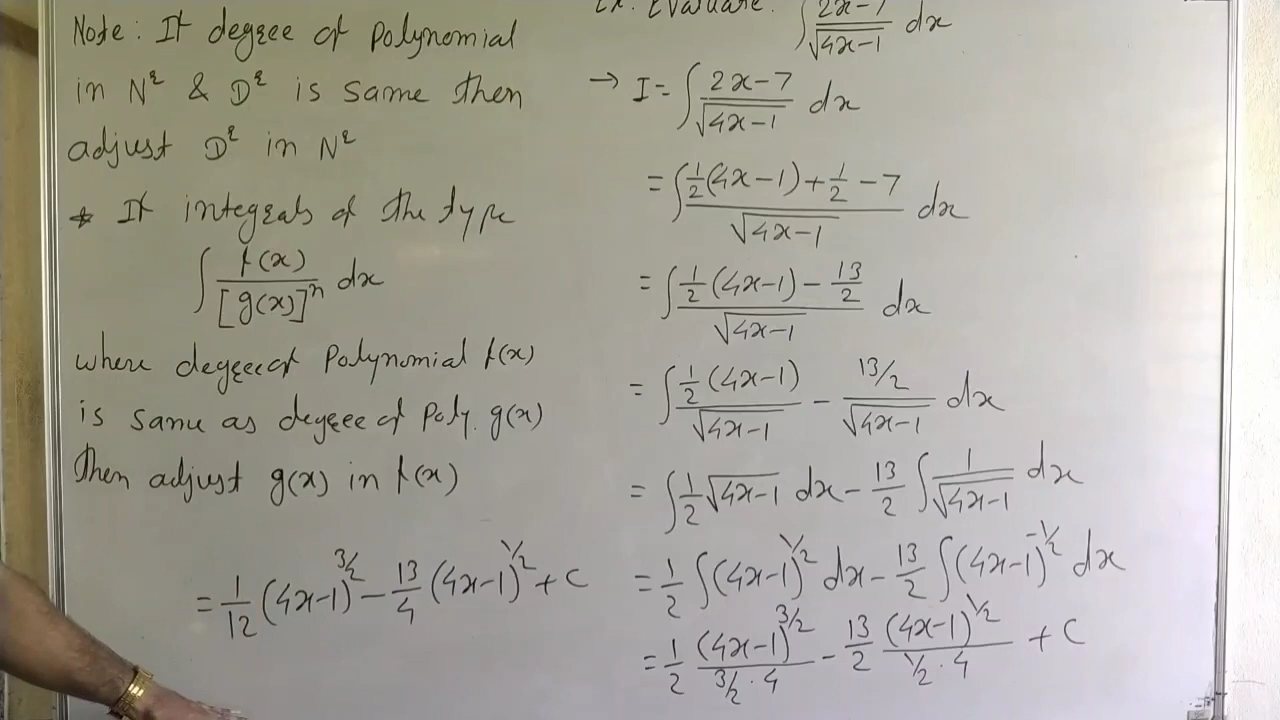 Note: If degree of Polynomial
in Nʳ & Dʳ is same then
adjust Dʳ in Nʳ
* If integrals of the type
∫ f(x)/[g(x)]ⁿ dx
where degree of Polynomial f(x)
is same as degree of Poly. g(x)
then adjust g(x) in f(x)
Ex: Evaluate: ∫ (2x-7)/√(4x-1) dx
→ I = ∫ (2x-7)/√(4x-1) dx
= ∫ (½(4x-1)+½-7)/√(4x-1) dx
= ∫ (½(4x-1)-13/2)/√(4x-1) dx
= ∫ ½(4x-1)/√(4x-1) - (13/2)/√(4x-1) dx
= ∫ ½√(4x-1) dx - 13/2 ∫ 1/√(4x-1) dx
= ½ ∫ (4x-1)^(1/2) dx - 13/2 ∫ (4x-1)^(-1/2) dx
= ½ (4x-1)^(3/2)/(3/2 · 4) - 13/2 (4x-1)^(1/2)/(½ · 4) + C
= 1/12 (4x-1)^(3/2) - 13/4 (4x-1)^(1/2) + C